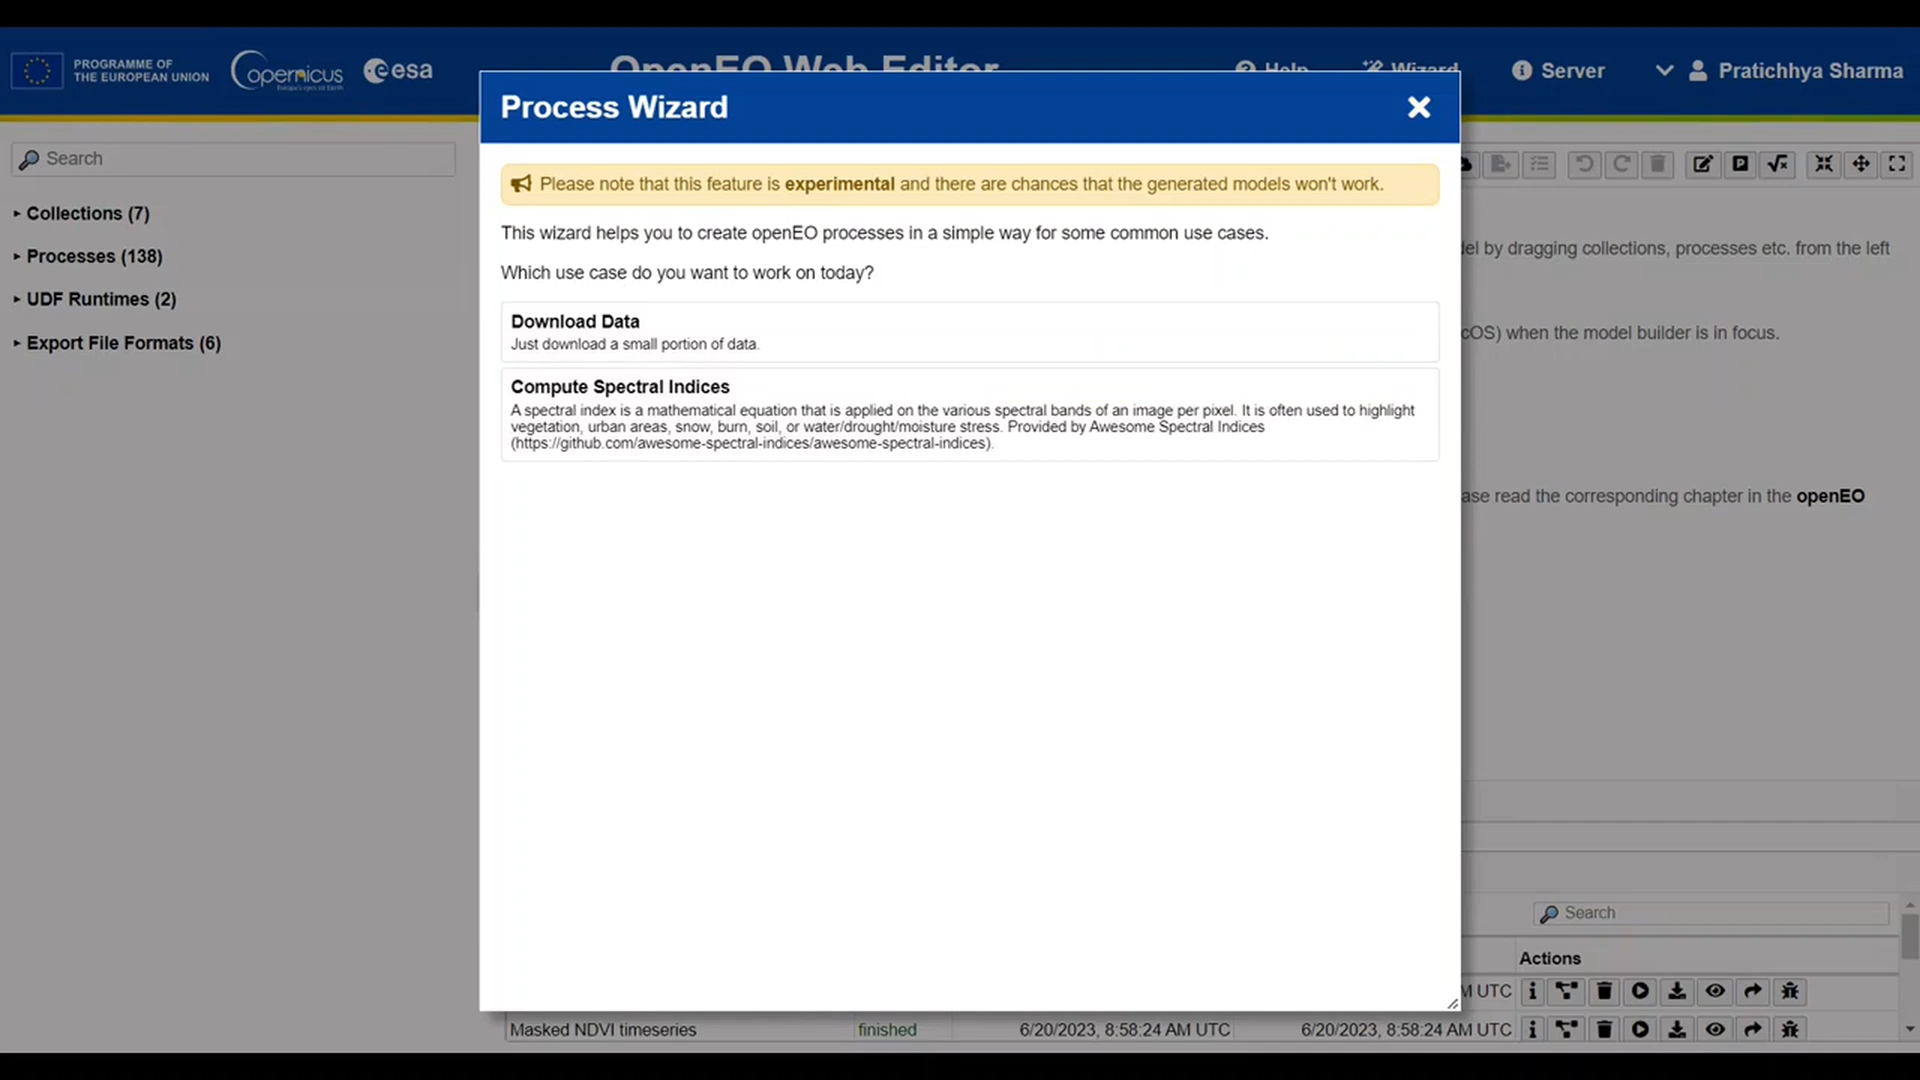 PROGRAMME OF
THE EUROPEAN UNION
opernicus
Europe's eyes on Earth
esa
OpenEO Web Editor
Help
Wizard
Server
Pratichhya Sharma
Process Wizard
Search
Please note that this feature is experimental and there are chances that the generated models won't work.
Collections (7)
Processes (138)
UDF Runtimes (2)
Export File Formats (6)
This wizard helps you to create openEO processes in a simple way for some common use cases.
Which use case do you want to work on today?
Download Data
Just download a small portion of data.
Compute Spectral Indices
A spectral index is a mathematical equation that is applied on the various spectral bands of an image per pixel. It is often used to highlight
vegetation, urban areas, snow, burn, soil, or water/drought/moisture stress. Provided by Awesome Spectral Indices
(https://github.com/awesome-spectral-indices/awesome-spectral-indices).
by dragging collections, processes etc. from the left
cOS) when the model builder is in focus.
read the corresponding chapter in the openEO
Search
Actions
M UTC
Masked NDVI timeseries finished 6/20/2023, 8:58:24 AM UTC 6/20/2023, 8:58:24 AM UTC